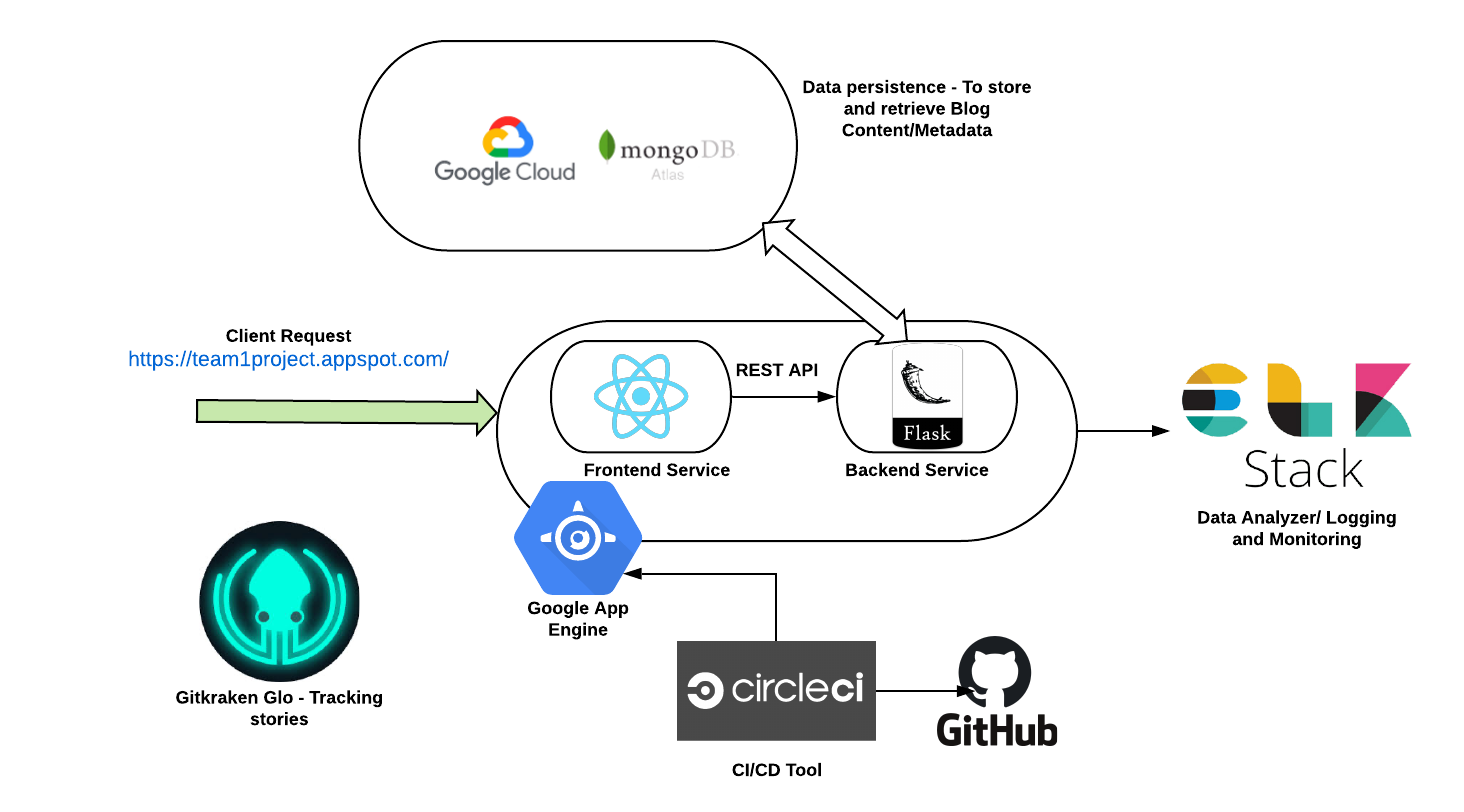 Data persistence - To store
and retrieve Blog
Content/Metadata
Google Cloud
mongoDB
Atlas
Client Request
https://team1project.appspot.com/
REST API
Flask
Frontend Service
Backend Service
ELK
Stack
Data Analyzer/ Logging
and Monitoring
Google App
Engine
Gitkraken Glo - Tracking
stories
circleci
GitHub
CI/CD Tool